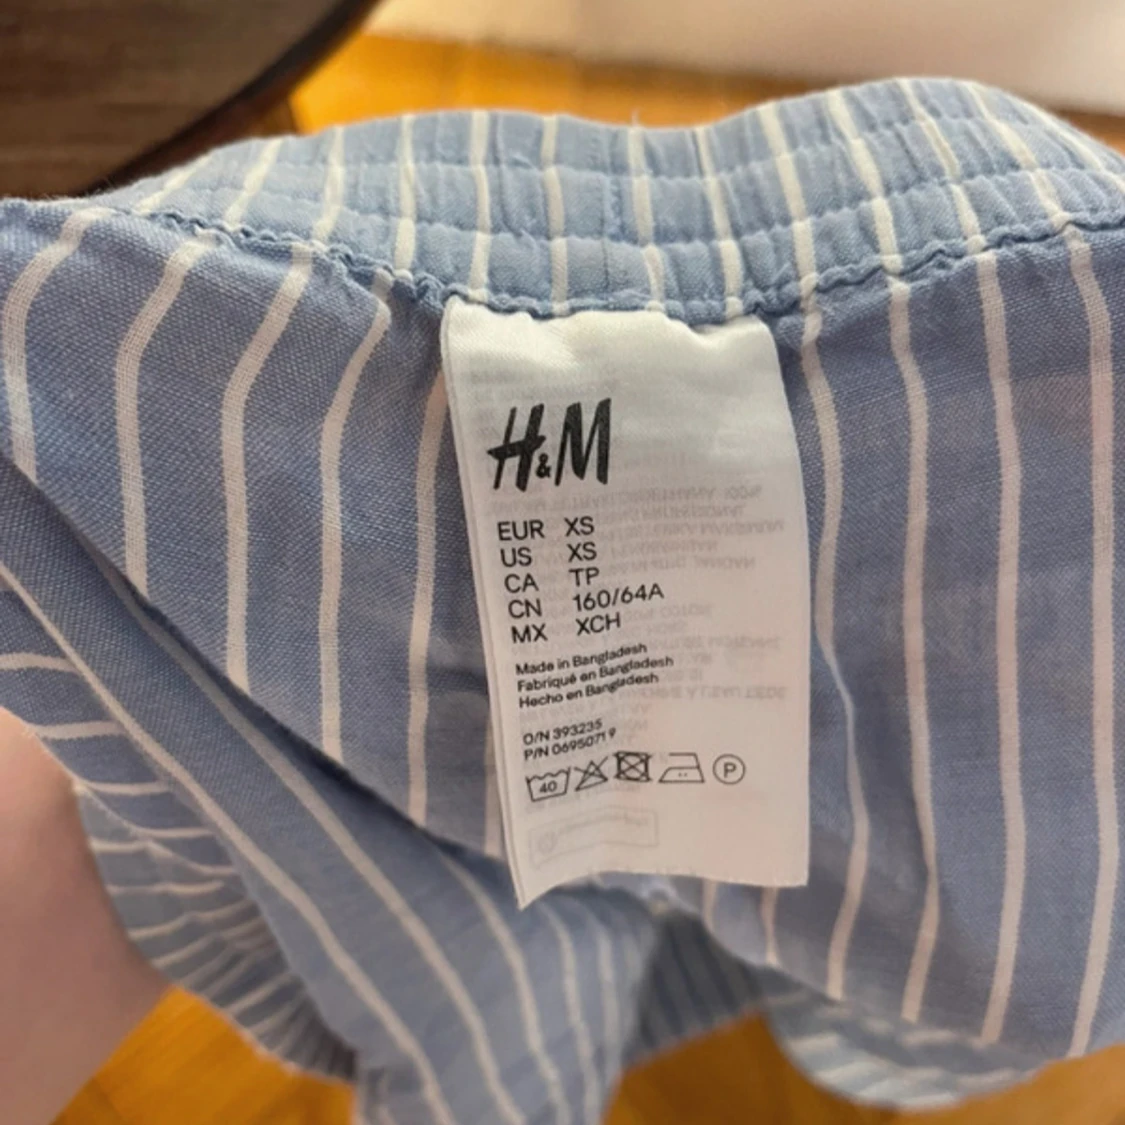 H&M
EUR XS
US XS
CA TP
CN 160/64A
MX XCH
Made in Bangladesh
Fabriqué en Bangladesh
Hecho en Bangladesh
O/N 393235
P/N 0695071 9
40
P